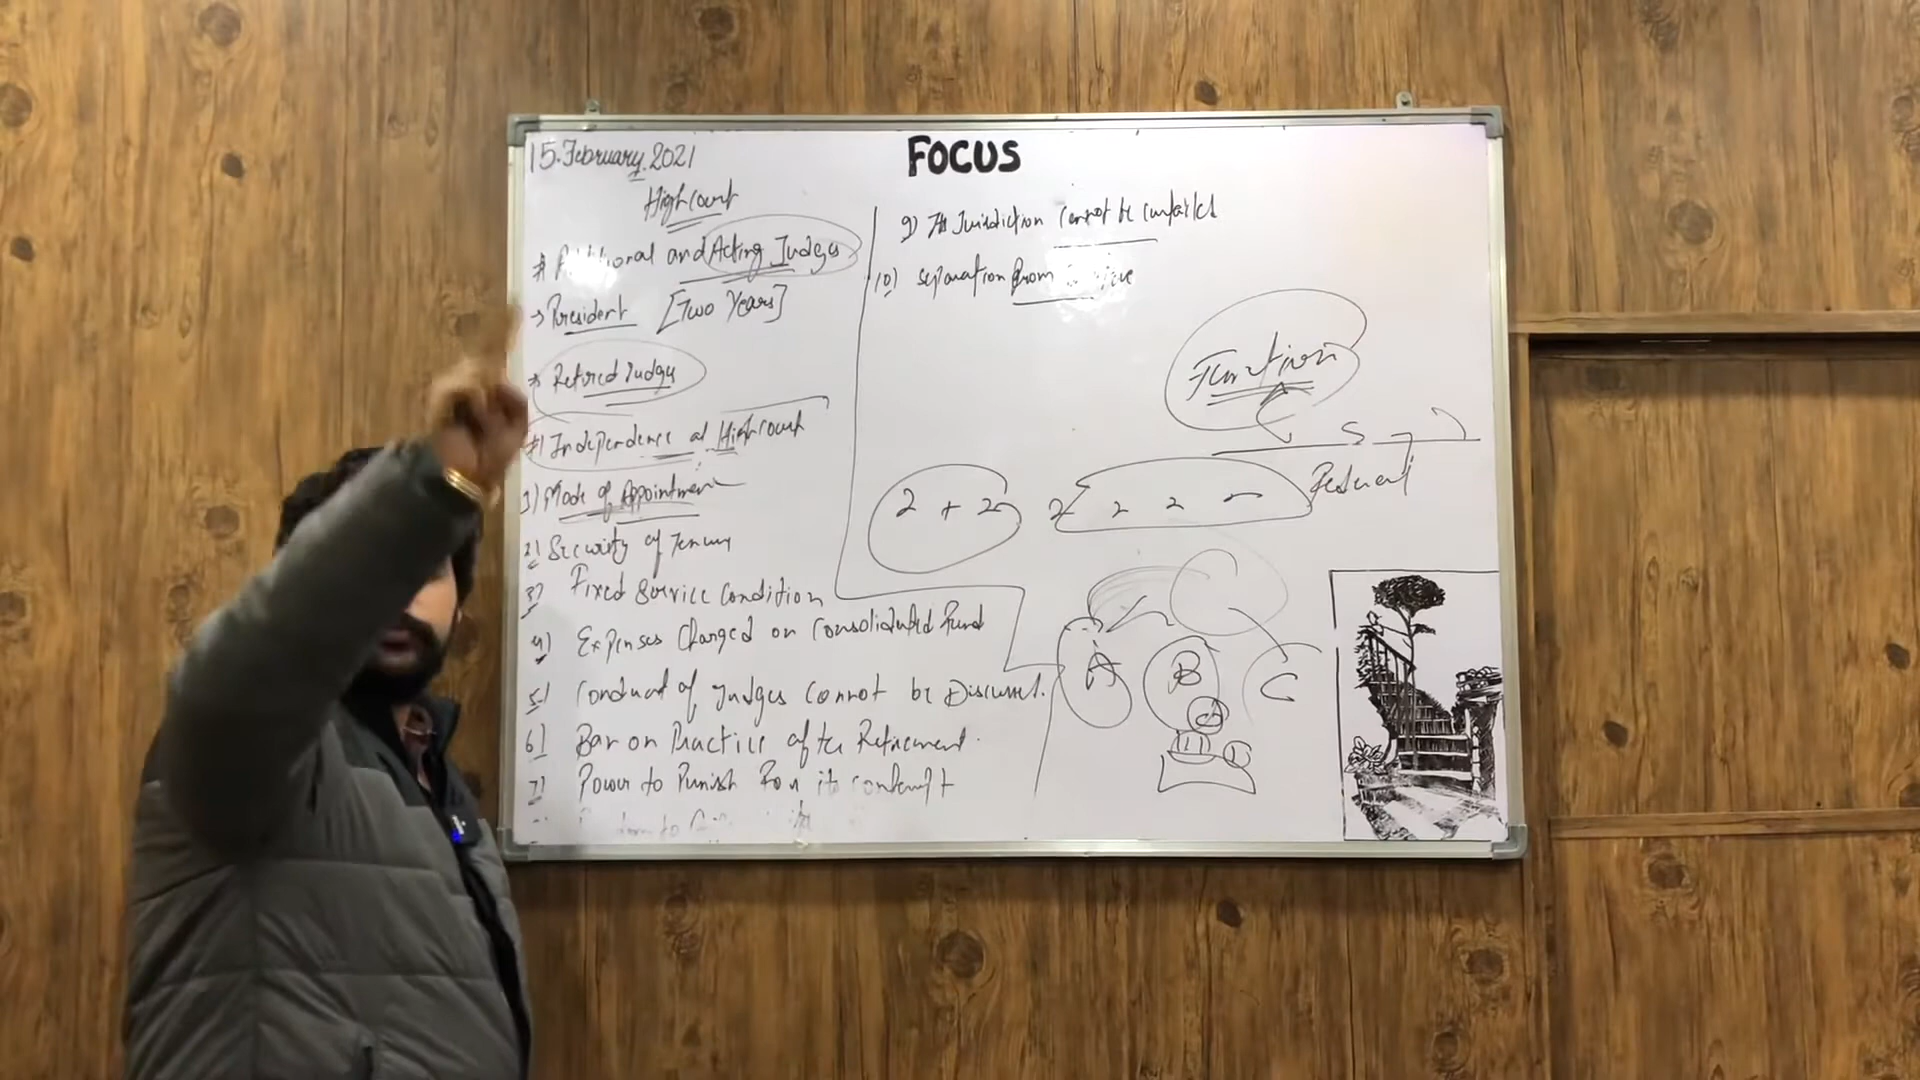 15.February.2021
FOCUS
High court
# Additional and Acting Judges
→ President [Two Years]
* Retired Judges
# Independence of High court
1) Mode of Appointment
2) Security of Tenure
3) Fixed Service Condition
4) Expenses Charged on Consolidated Fund
5) Conduct of Judges Cannot be Discussed.
6) Ban on Practice after Retirement.
7) Power to Punish For its contempt
9) Its Jurisdiction Cannot be curtailed
10) Separation from
Function
2 + 2
2 2 2
A
B
C